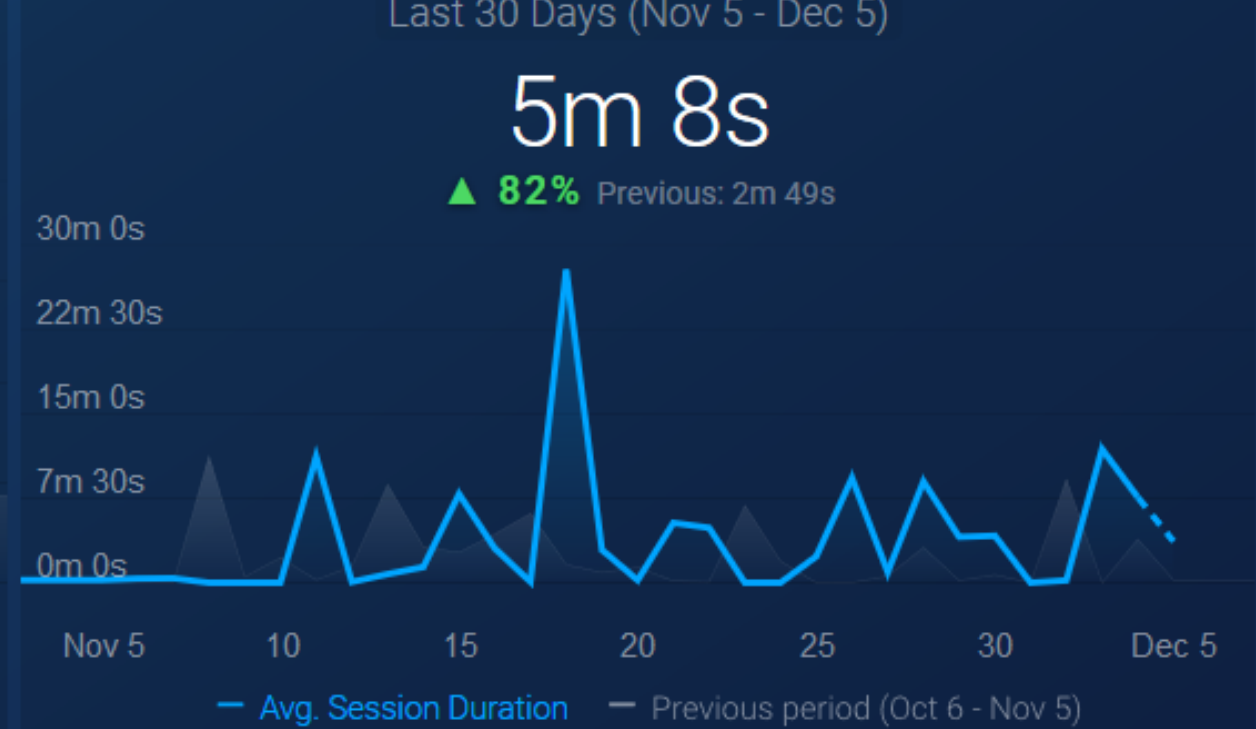 Last 30 Days (Nov 5 - Dec 5)
5m 8s
▲ 82% Previous: 2m 49s
30m 0s
22m 30s
15m 0s
7m 30s
0m 0s
Nov 5 10 15 20 25 30 Dec 5
Avg. Session Duration Previous period (Oct 6 - Nov 5)